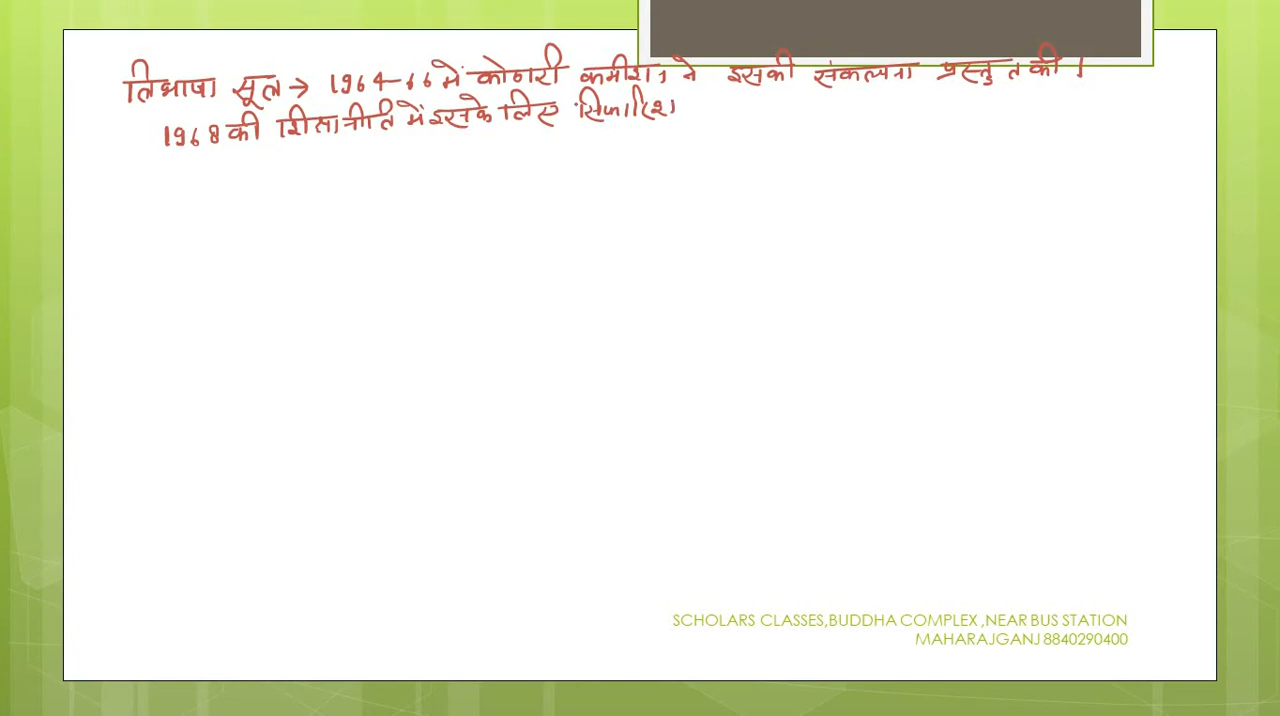 त्रिभाषा सूत्र → 1964-66 में कोठारी कमीशन ने इसकी संकल्पना प्रस्तुत की ।
1968 की शिक्षानीति में इसके लिए सिफारिश
SCHOLARS CLASSES,BUDDHA COMPLEX ,NEAR BUS STATION
MAHARAJGANJ 8840290400